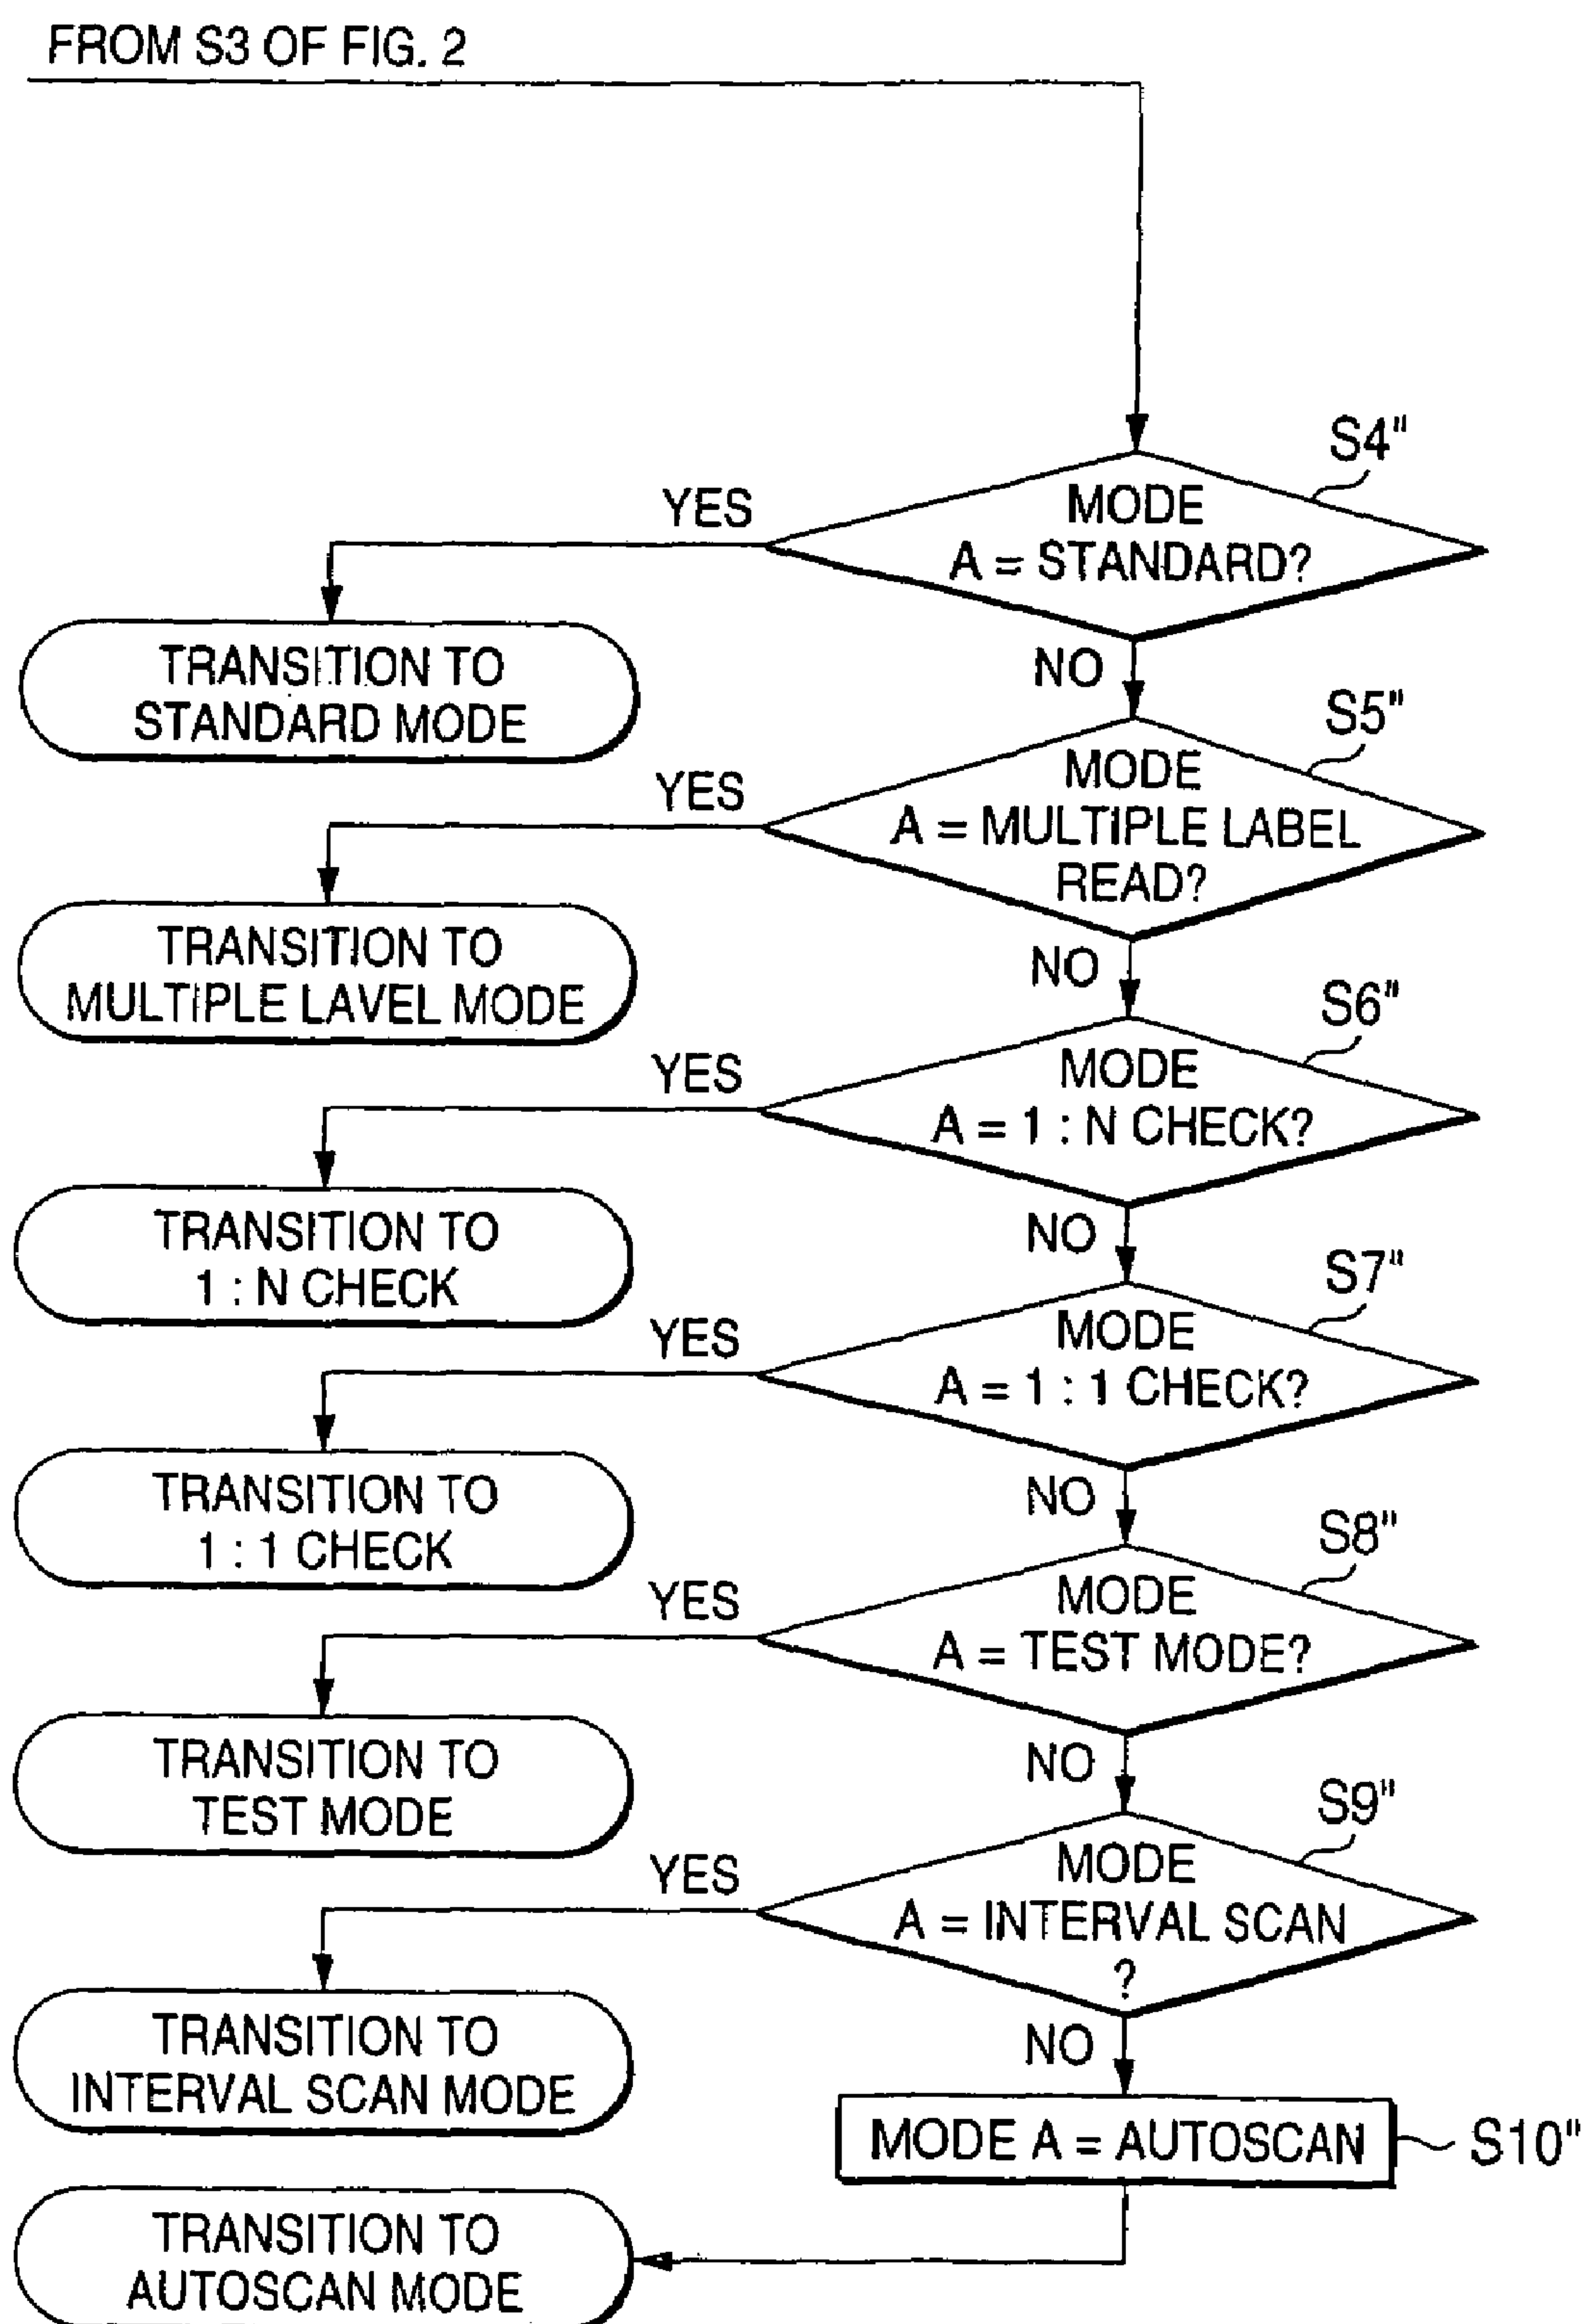 FROM S3 OF FIG. 2
S4"
MODE
A = STANDARD?
YES
NO
TRANSITION TO
STANDARD MODE
S5"
MODE
A = MULTIPLE LABEL
READ?
YES
NO
TRANSITION TO
MULTIPLE LAVEL MODE
S6"
MODE
A = 1 : N CHECK?
YES
NO
TRANSITION TO
1 : N CHECK
S7"
MODE
A = 1 : 1 CHECK?
YES
NO
TRANSITION TO
1 : 1 CHECK
S8"
MODE
A = TEST MODE?
YES
NO
TRANSITION TO
TEST MODE
S9"
MODE
A = INTERVAL SCAN
?
YES
NO
TRANSITION TO
INTERVAL SCAN MODE
MODE A = AUTOSCAN
S10"
TRANSITION TO
AUTOSCAN MODE